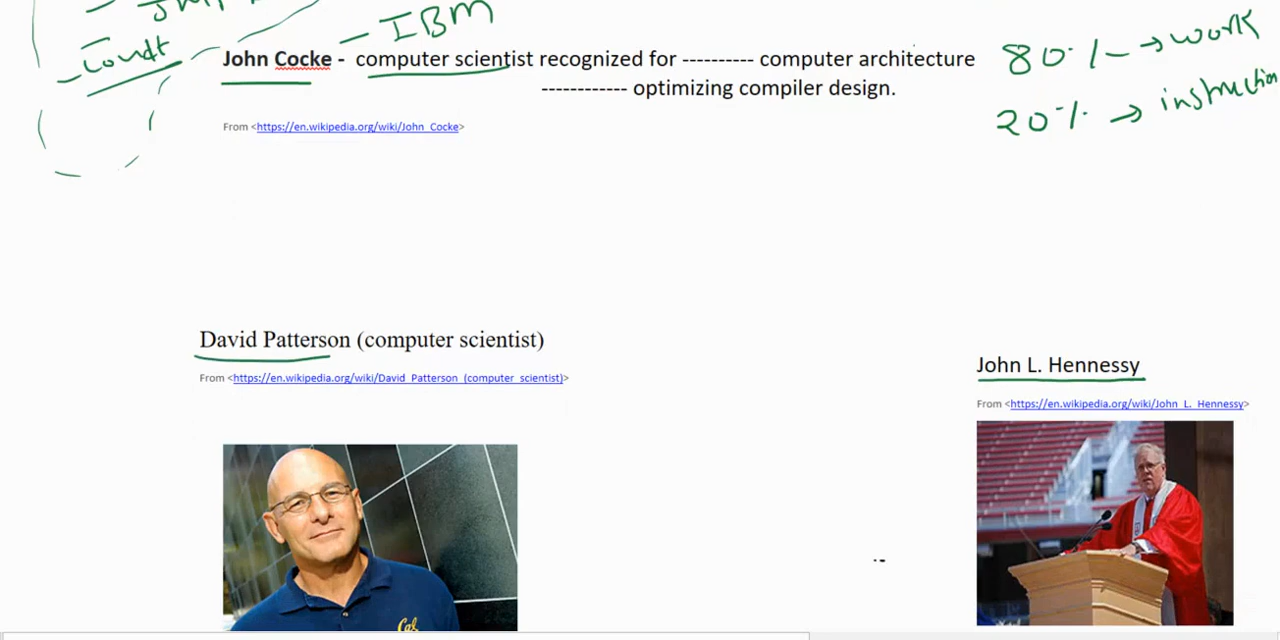 - IBM
- Condt
John Cocke - computer scientist recognized for ---------- computer architecture
------------ optimizing compiler design.
80% → work
20% → instruction
From <https://en.wikipedia.org/wiki/John_Cocke>
David Patterson (computer scientist)
From <https://en.wikipedia.org/wiki/David_Patterson_(computer_scientist)>
John L. Hennessy
From <https://en.wikipedia.org/wiki/John_L._Hennessy>
Cal